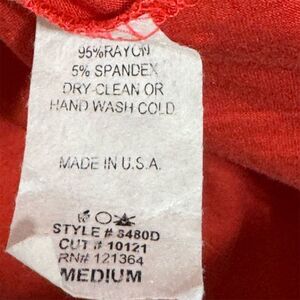 95%RAYON
5% SPANDEX
DRY-CLEAN OR
HAND WASH COLD
MADE IN U.S.A.
STYLE # 8480D
CUT # 10121
RN# 121364
MEDIUM